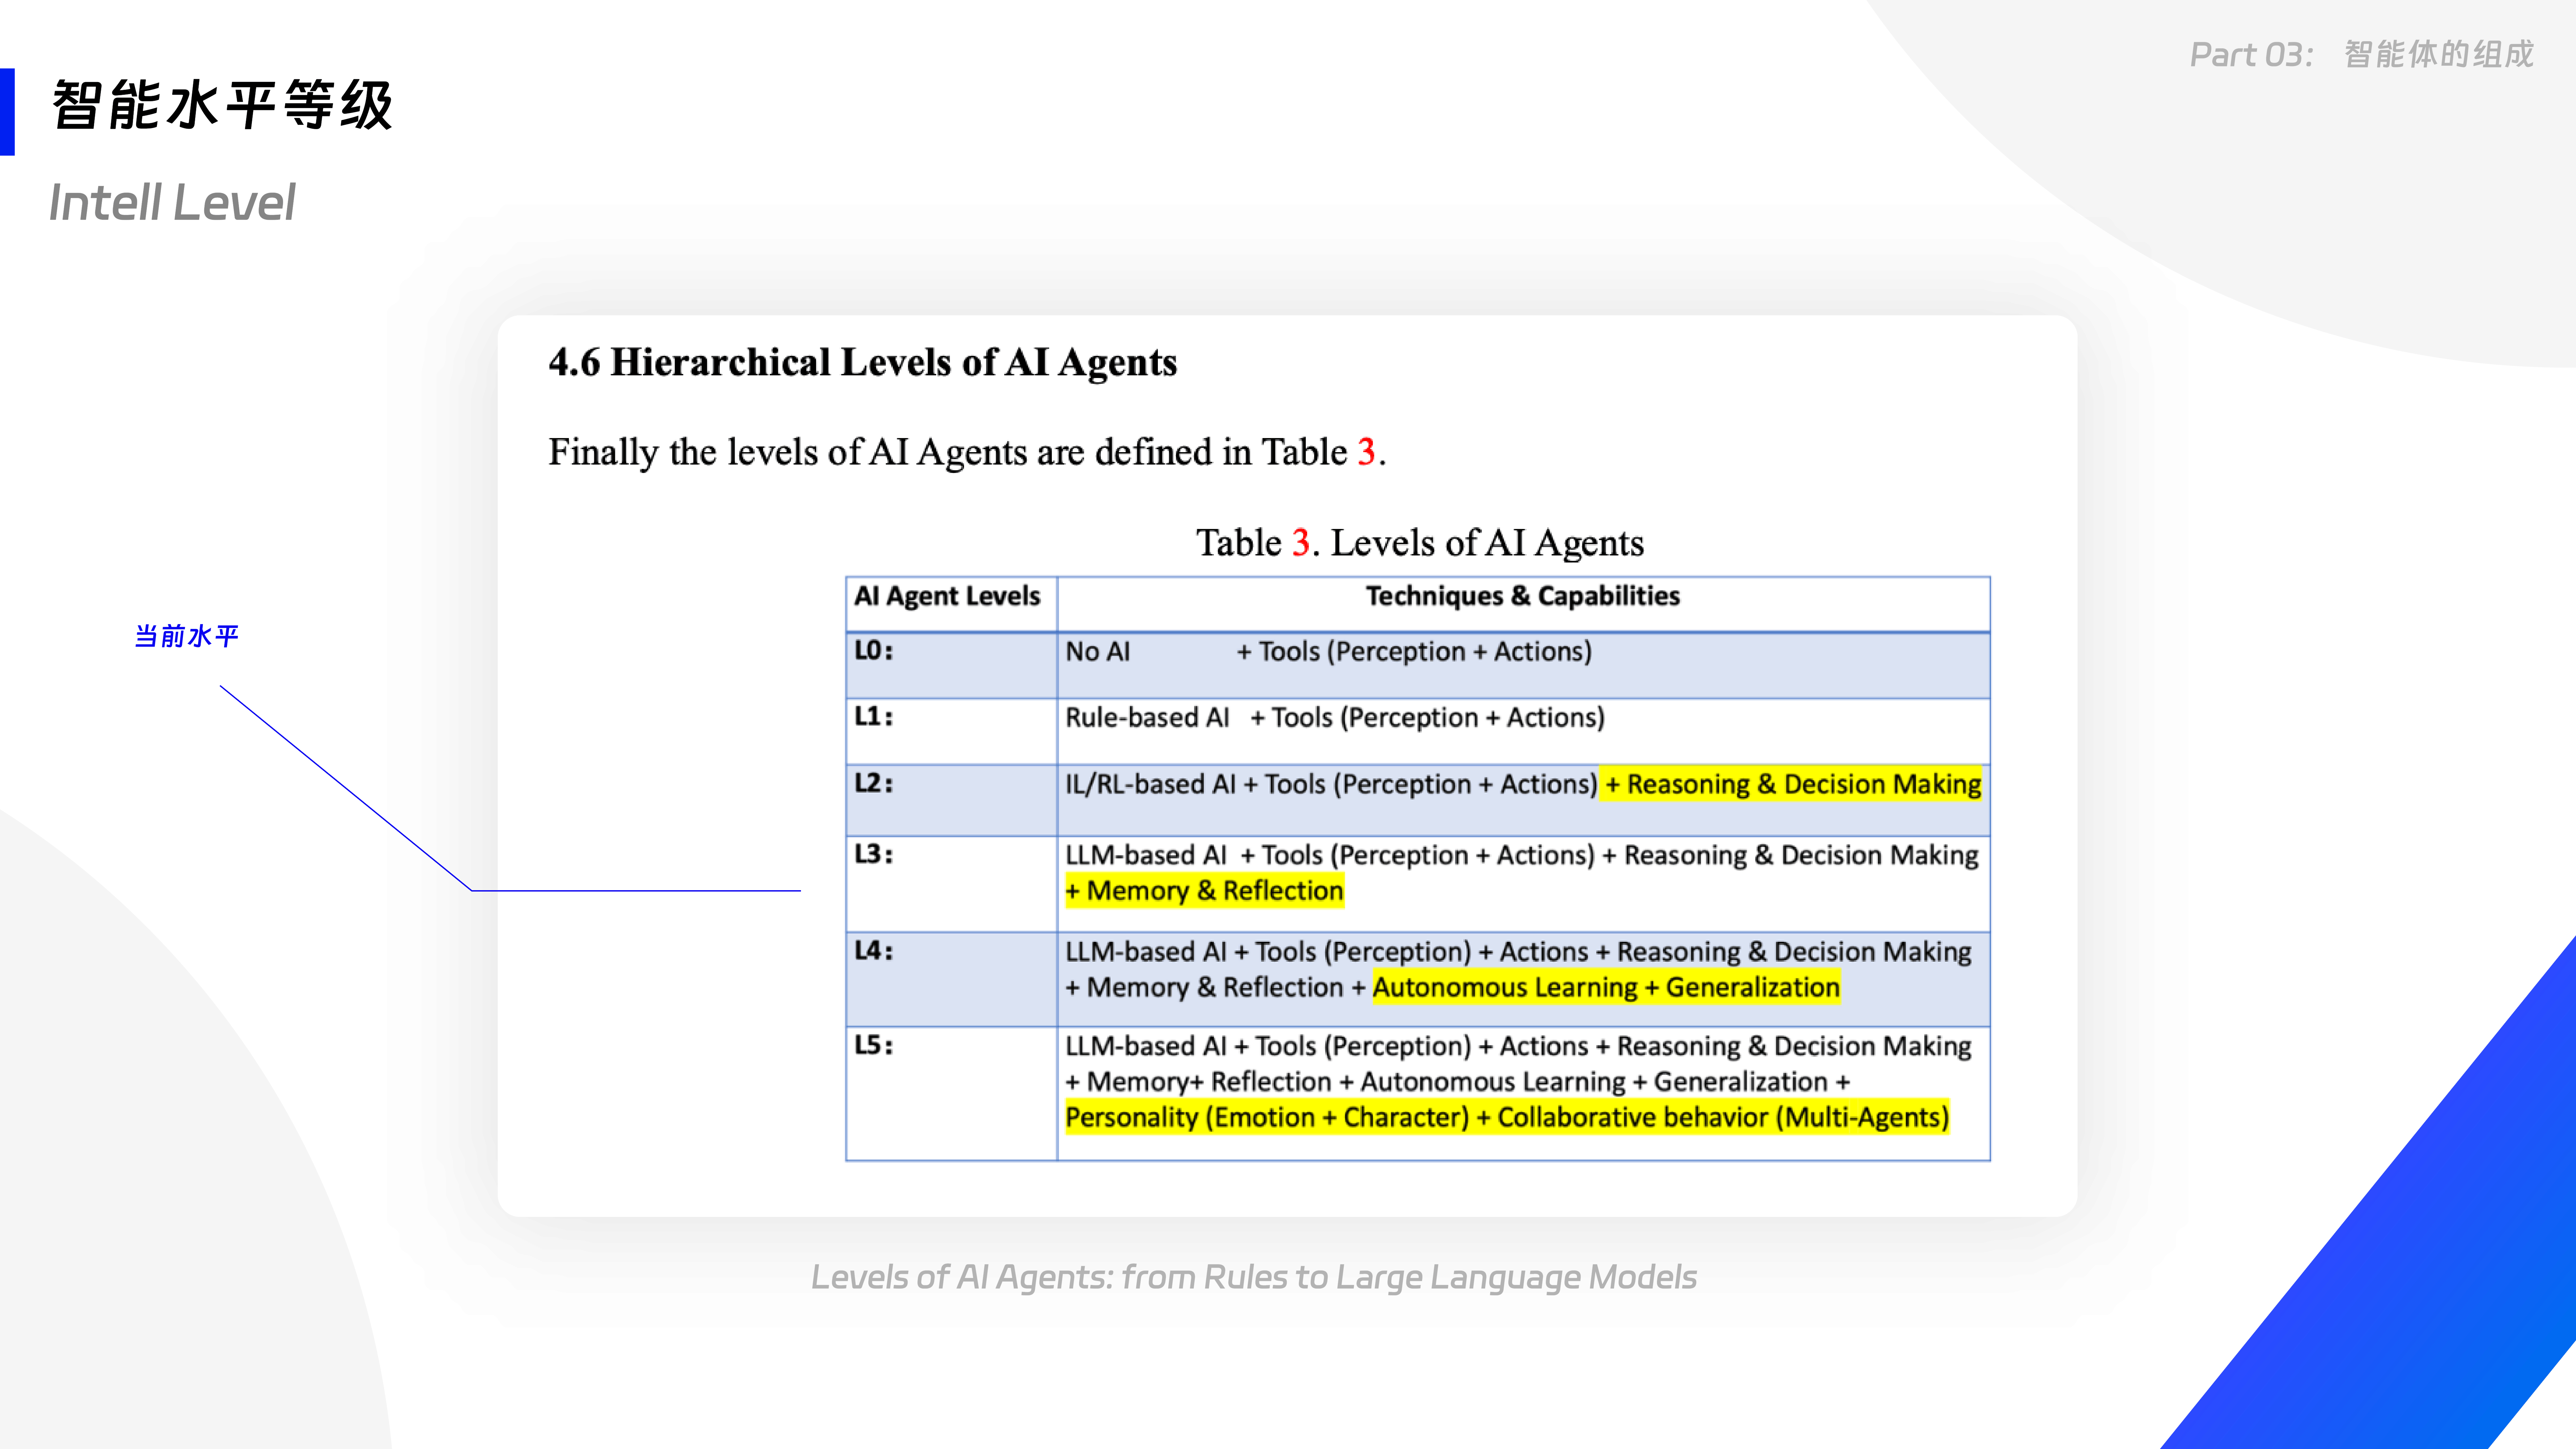 Part 03： 智能体的组成
智能水平等级
Intell Level
4.6 Hierarchical Levels of AI Agents
Finally the levels of AI Agents are defined in Table 3.
Table 3. Levels of AI Agents
AI Agent Levels Techniques & Capabilities
当前水平
L0: No AI + Tools (Perception + Actions)
L1: Rule-based AI + Tools (Perception + Actions)
L2: IL/RL-based AI + Tools (Perception + Actions) + Reasoning & Decision Making
L3: LLM-based AI + Tools (Perception + Actions) + Reasoning & Decision Making
+ Memory & Reflection
L4: LLM-based AI + Tools (Perception) + Actions + Reasoning & Decision Making
+ Memory & Reflection + Autonomous Learning + Generalization
L5: LLM-based AI + Tools (Perception) + Actions + Reasoning & Decision Making
+ Memory+ Reflection + Autonomous Learning + Generalization +
Personality (Emotion + Character) + Collaborative behavior (Multi-Agents)
Levels of AI Agents: from Rules to Large Language Models